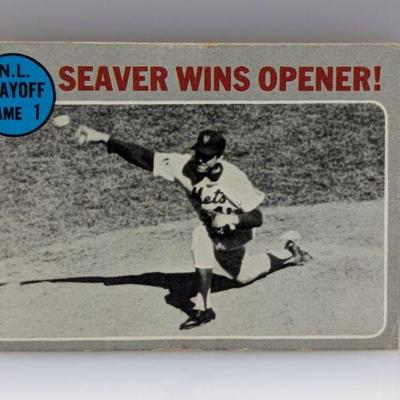 N.L.
AYOFF
AME 1
SEAVER WINS OPENER!
Mets